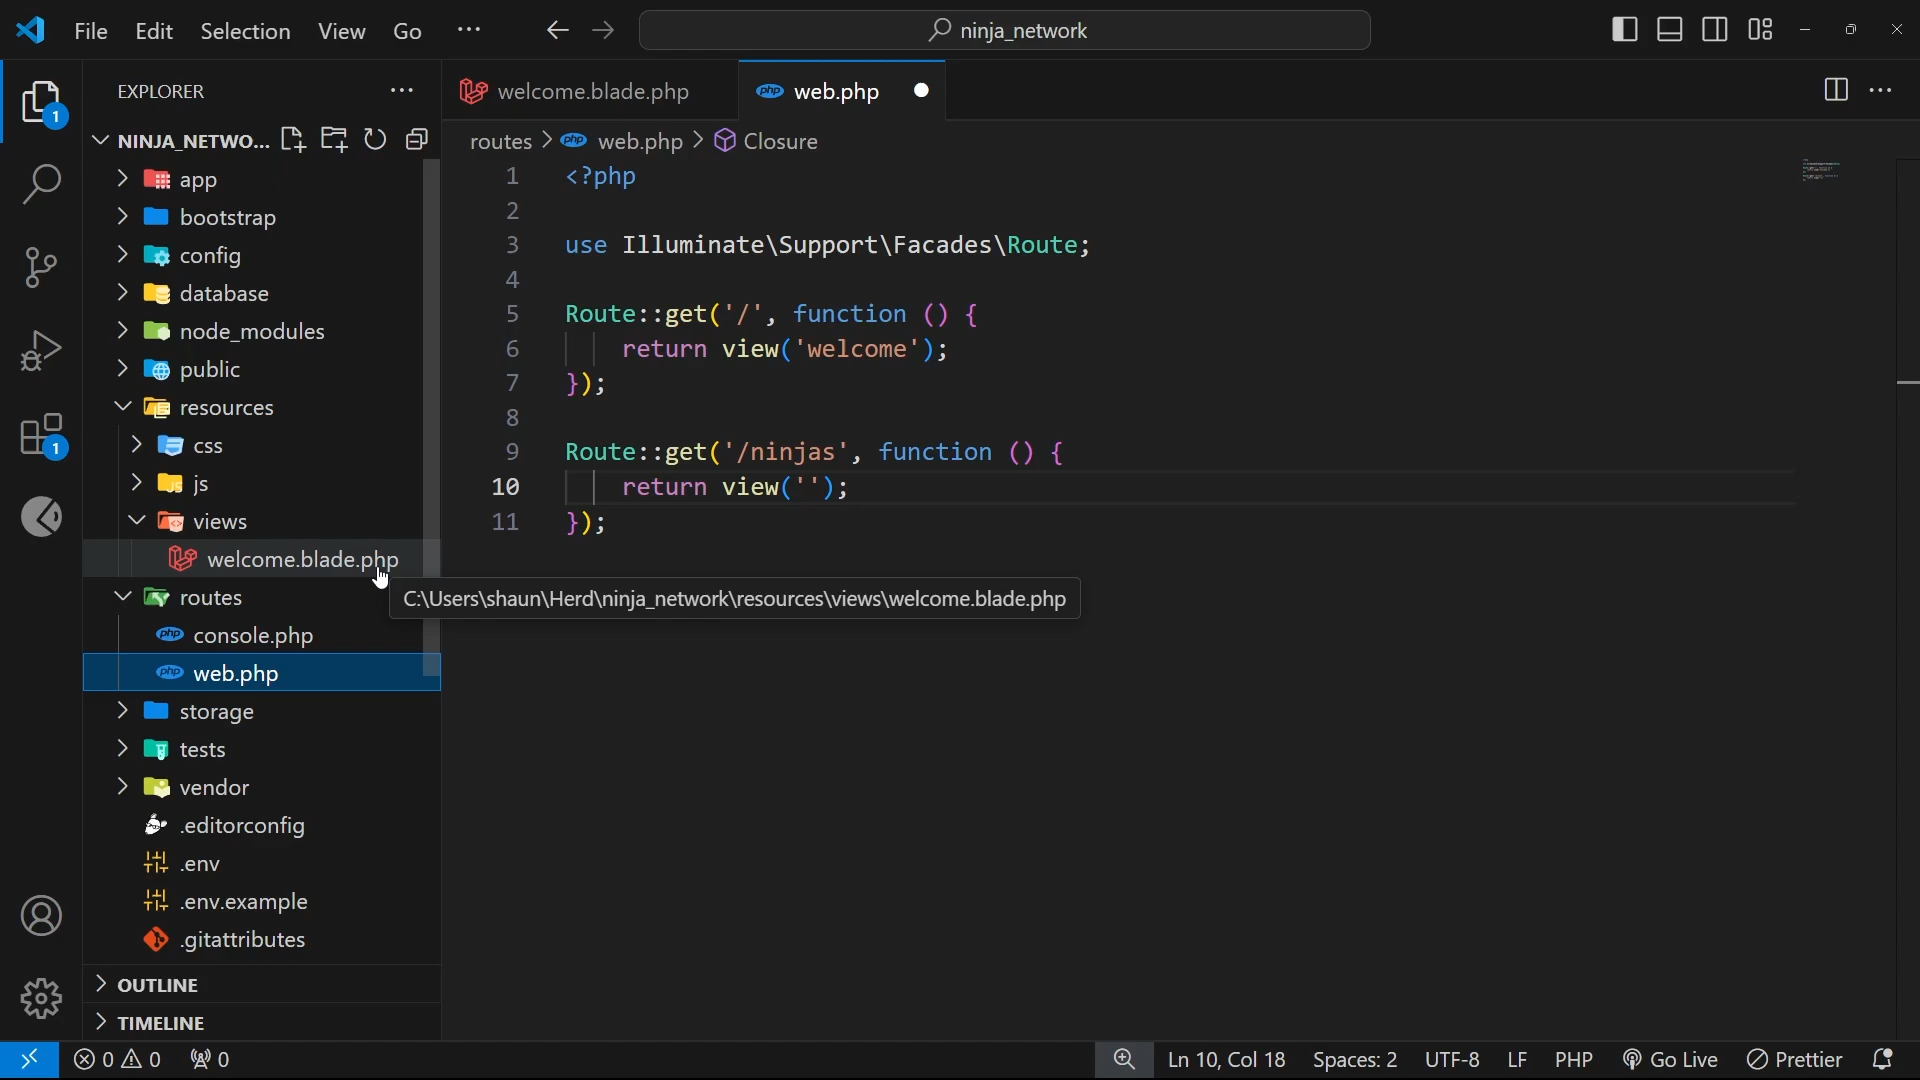 File Edit Selection View Go ··· ninja_network
EXPLORER
NINJA_NETWO...
app
bootstrap
config
database
node_modules
public
resources
css
js
views
welcome.blade.php
routes
console.php
web.php
storage
tests
vendor
.editorconfig
.env
.env.example
.gitattributes
OUTLINE
TIMELINE
welcome.blade.php web.php
routes > web.php > Closure
1 <?php
2
3 use Illuminate\Support\Facades\Route;
4
5 Route::get('/', function () {
6 return view('welcome');
7 });
8
9 Route::get('/ninjas', function () {
10 return view('');
11 });
C:\Users\shaun\Herd\ninja_network\resources\views\welcome.blade.php
1
1
0 0 0 Ln 10, Col 18 Spaces: 2 UTF-8 LF PHP Go Live Prettier